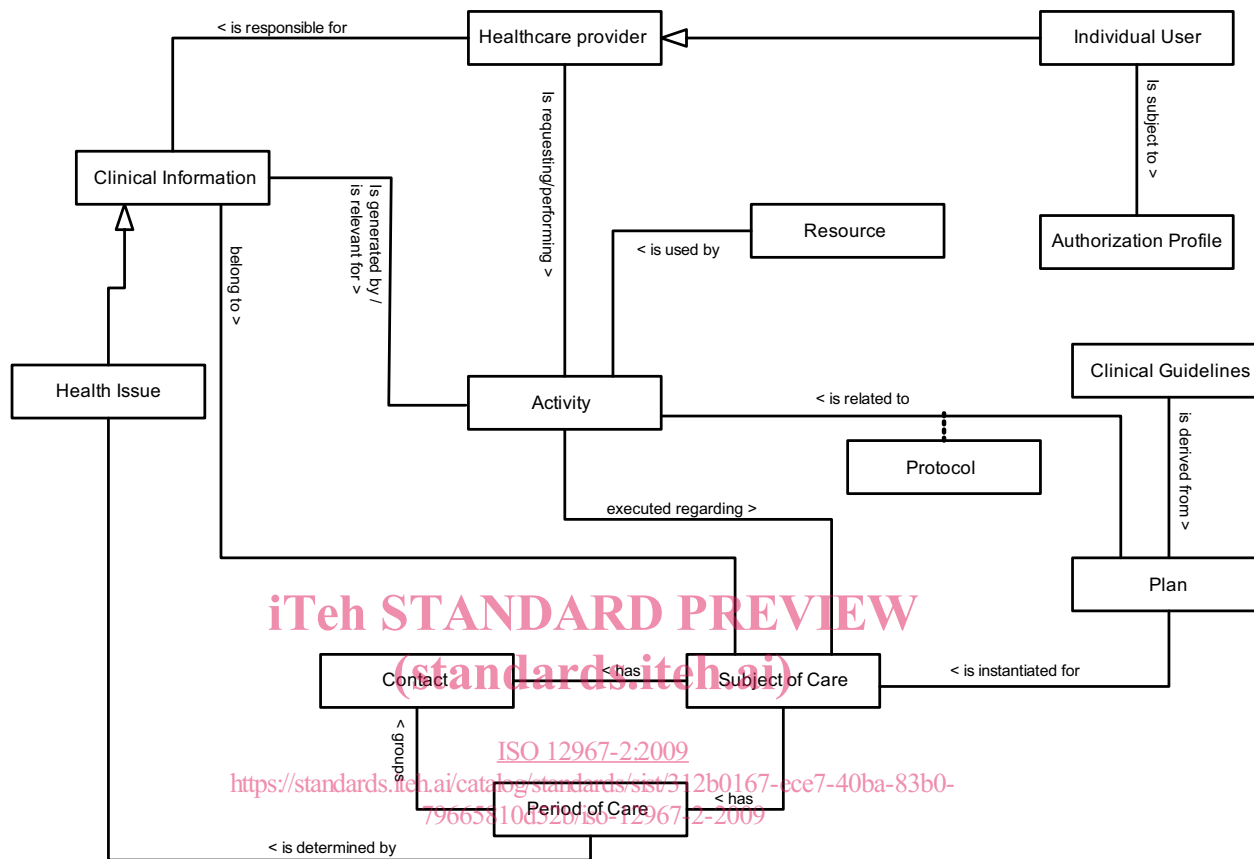 < is responsible for
Healthcare provider
Individual User
Is requesting/performing >
Is subject to >
Clinical Information
Is generated by /
is relevant for >
belong to >
Resource
< is used by
Authorization Profile
Health Issue
Activity
Clinical Guidelines
< is related to
is derived from >
Protocol
executed regarding >
Plan
iTeh STANDARD PREVIEW
(standards.iteh.ai)
Contact
< has
Subject of Care
< is instantiated for
< groups
ISO 12967-2:2009
https://standards.iteh.ai/catalog/standards/sist/312b0167-ece7-40ba-83b0-
79665810d52b/iso-12967-2-2009
Period of Care
< has
< is determined by